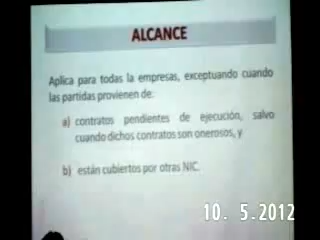 ALCANCE
Aplica para todas la empresas, exceptuando cuando
las partidas provienen de:
a) contratos pendientes de ejecución, salvo
cuando dichos contratos son onerosos, y
b) están cubiertos por otras NIC.
10. 5.2012